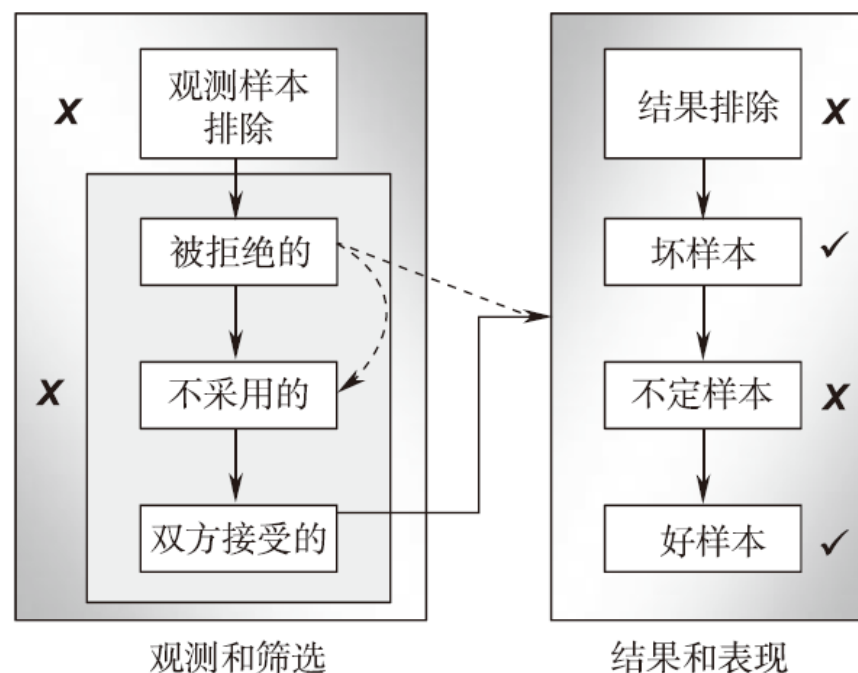 观测样本
排除
X
被拒绝的
不采用的
X
双方接受的
观测和筛选
结果排除
X
坏样本
✓
不定样本
X
好样本
✓
结果和表现